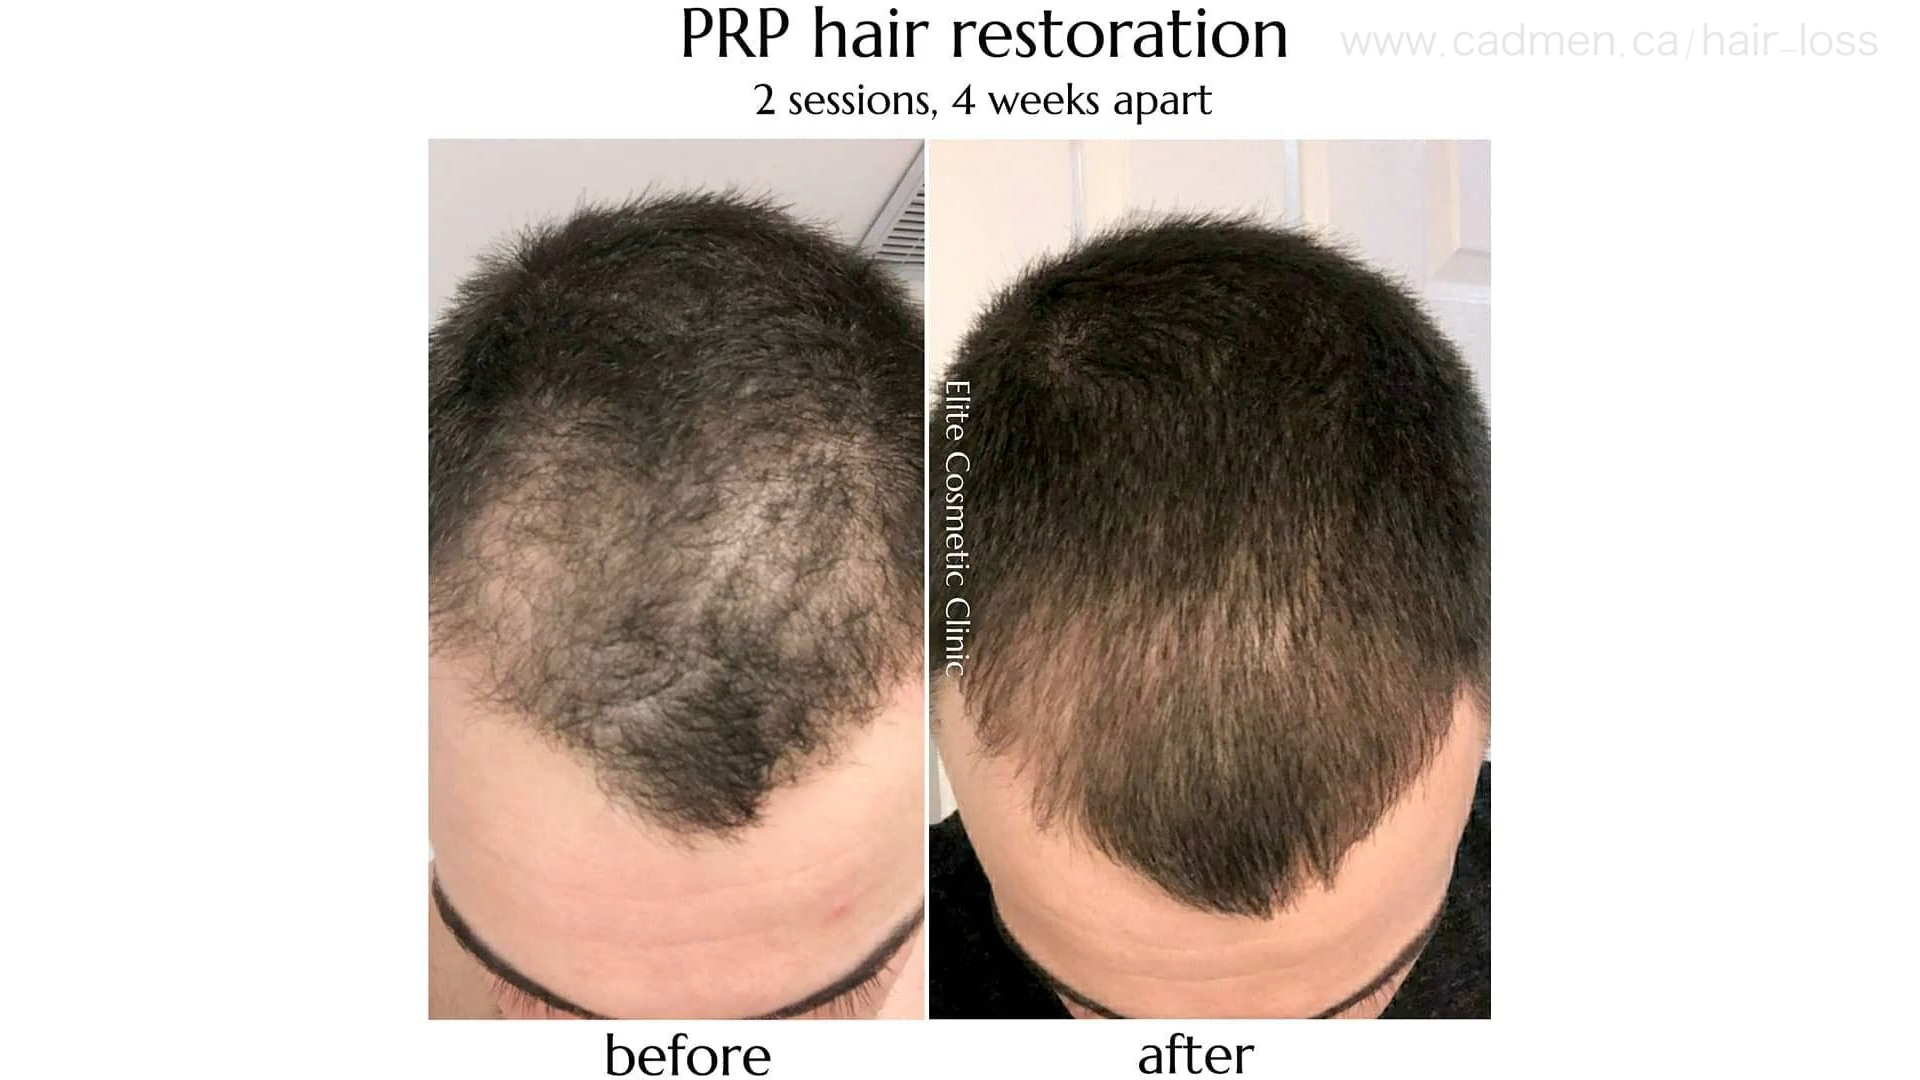 PRP hair restoration
www.cadmen.ca/hair_loss
2 sessions, 4 weeks apart
Elite Cosmetic Clinic
before
after